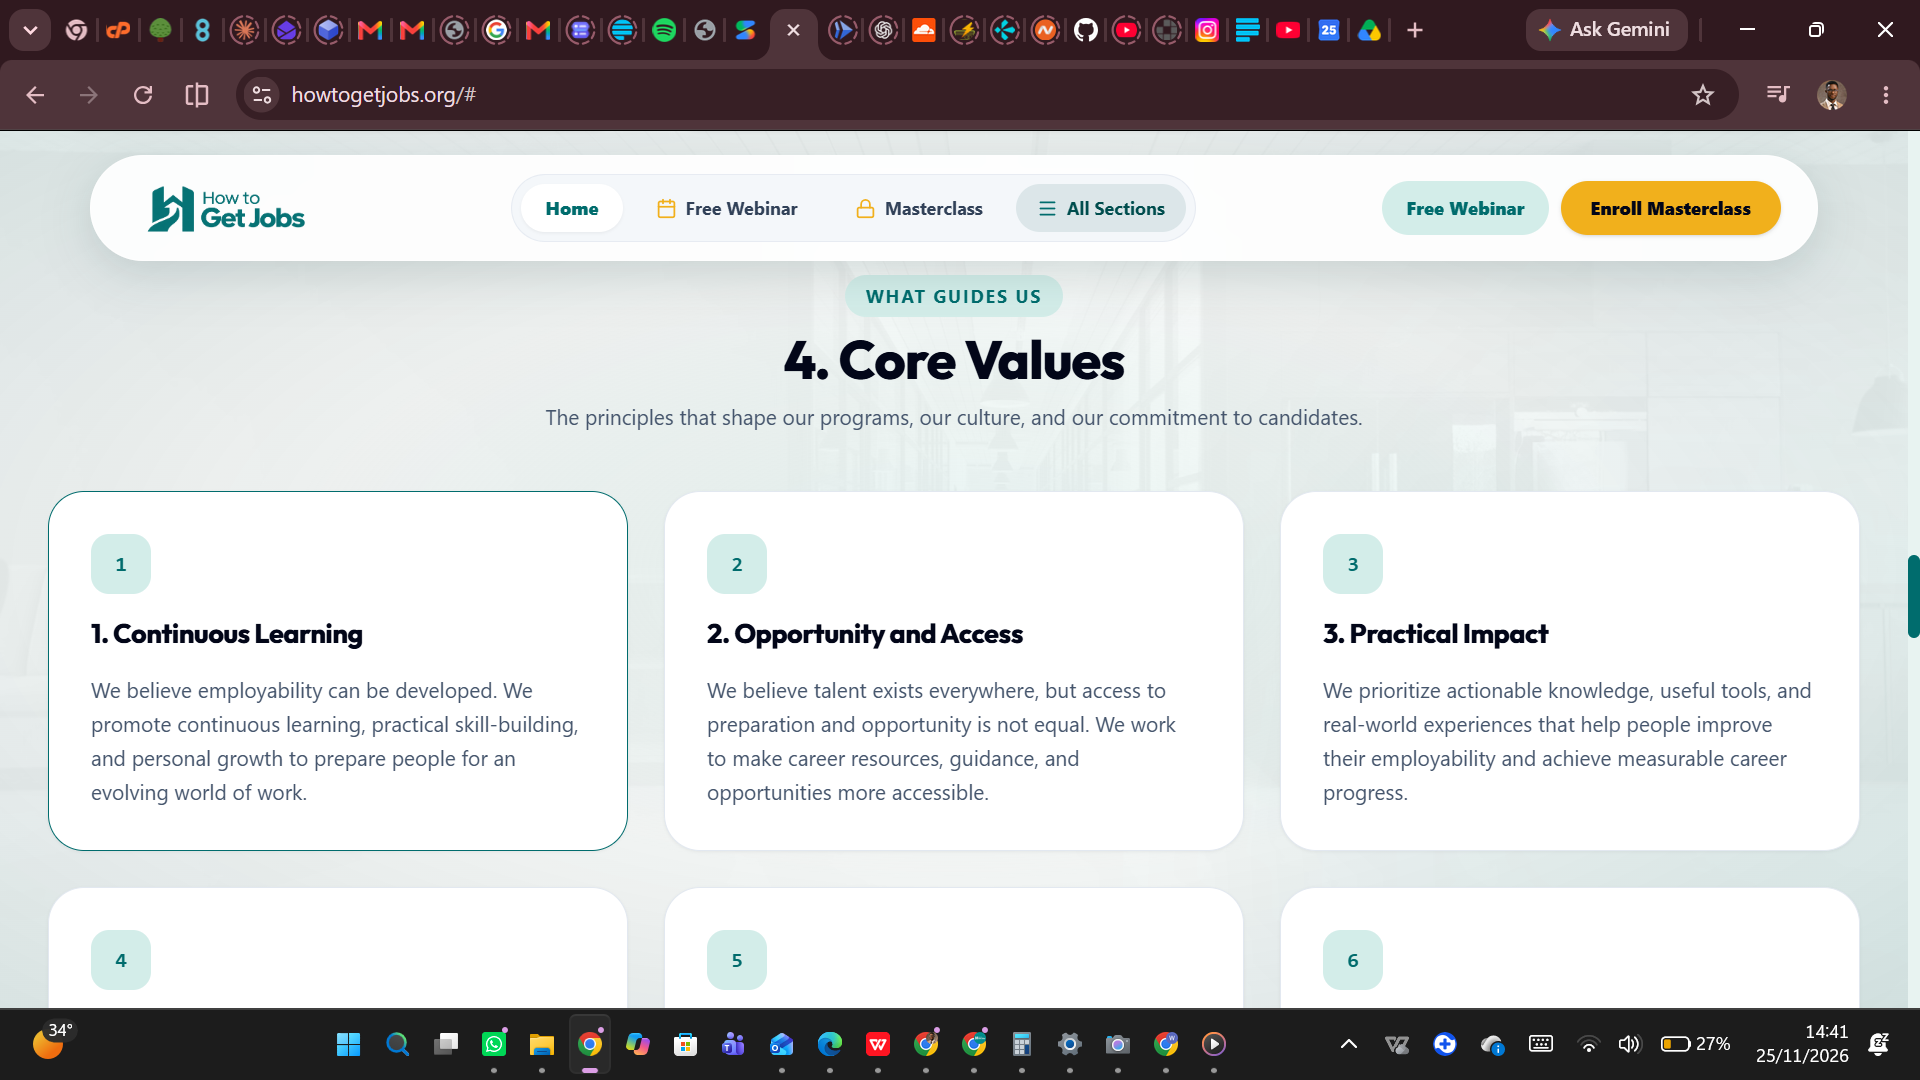 Ask Gemini
howtogetjobs.org/#
How to
Get Jobs
Home
Free Webinar
Masterclass
All Sections
Free Webinar
Enroll Masterclass
WHAT GUIDES US
4. Core Values
The principles that shape our programs, our culture, and our commitment to candidates.
1
1. Continuous Learning
We believe employability can be developed. We
promote continuous learning, practical skill-building,
and personal growth to prepare people for an
evolving world of work.
2
2. Opportunity and Access
We believe talent exists everywhere, but access to
preparation and opportunity is not equal. We work
to make career resources, guidance, and
opportunities more accessible.
3
3. Practical Impact
We prioritize actionable knowledge, useful tools, and
real-world experiences that help people improve
their employability and achieve measurable career
progress.
4
5
6
34°
27%
14:41
25/11/2026